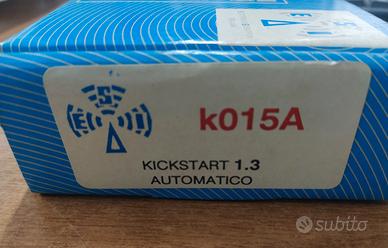 k015A
KICKSTART 1.3
AUTOMATICO
subito